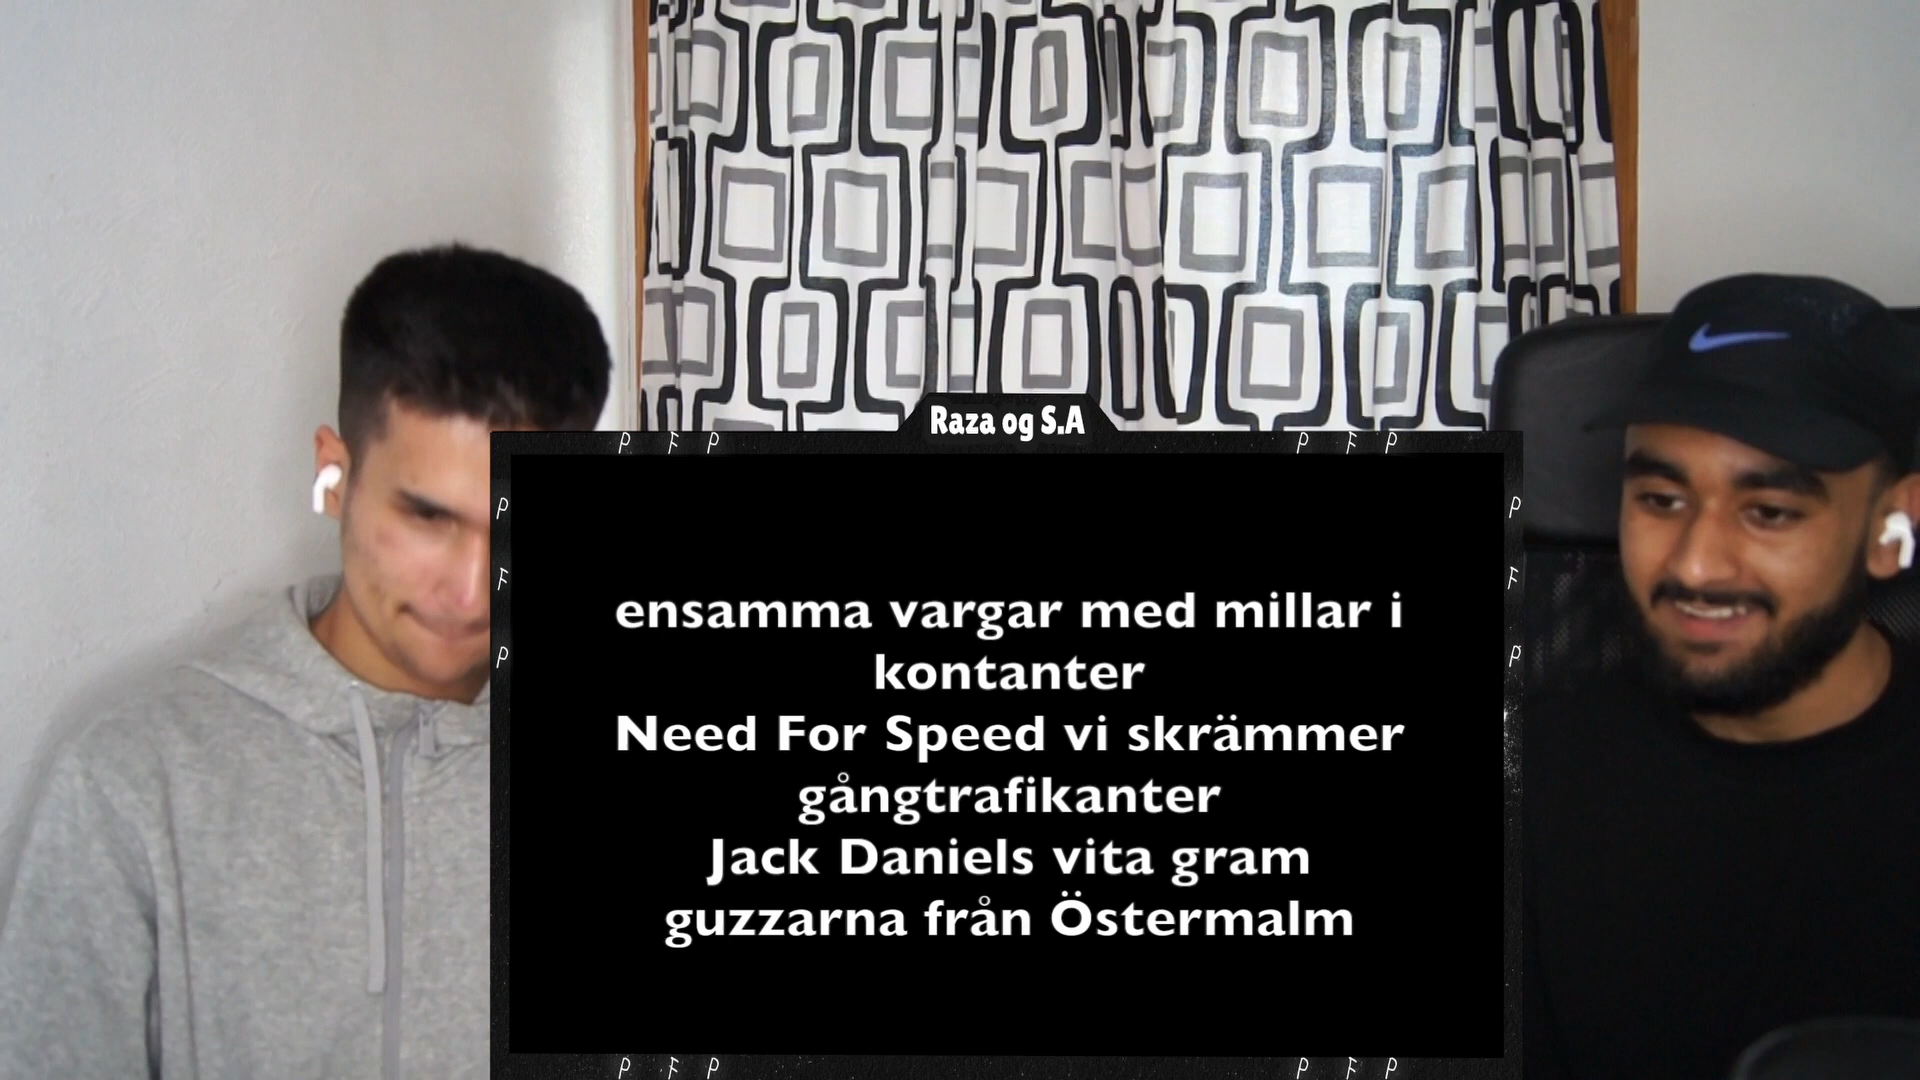 Raza og S.A
P F P
P F P
P
P
F
F
P
P
ensamma vargar med millar i
kontanter
Need For Speed vi skrämmer
gångtrafikanter
Jack Daniels vita gram
guzzarna från Östermalm
P F P
P F P